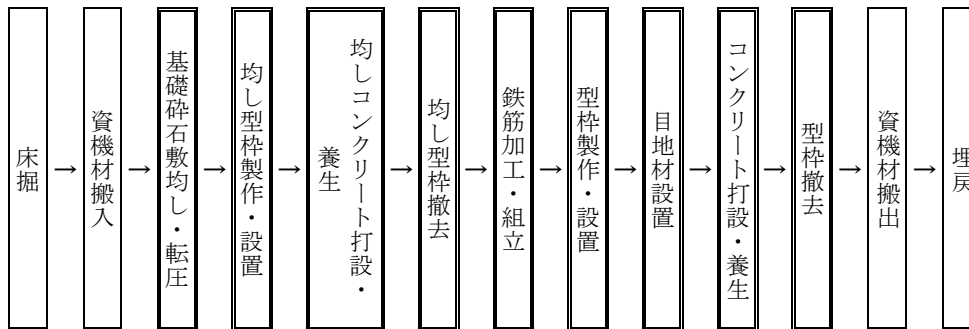 床掘
→
資機材搬入
→
基礎砕石敷均し・転圧
→
均し型枠製作・設置
→
均しコンクリート打設・
養生
→
均し型枠撤去
→
鉄筋加工・組立
→
型枠製作・設置
→
目地材設置
→
コンクリート打設・養生
→
型枠撤去
→
資機材搬出
→
埋戻